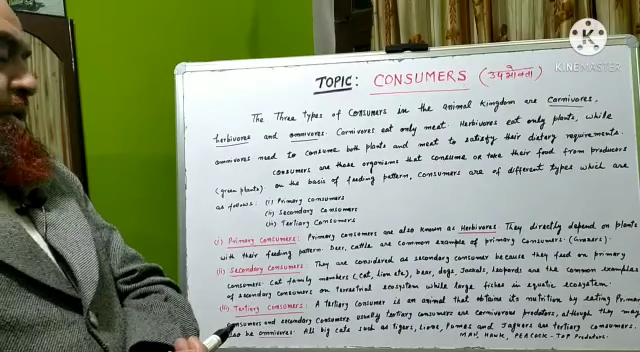 KINEMASTER
TOPIC: CONSUMERS (उपभोक्ता)
The Three types of Consumers in the animal kingdom are Carnivores,
herbivores and omnivores. Carnivores eat only meat. Herbivores eat only plants, while
omnivores need to consume both plants and meat to satisfy their dietary requirements.
Consumers are those organisms that consume or take their food from producers
(green plants). On the basis of feeding pattern, Consumers are of different types which are
as follows: (i) Primary Consumers
(ii) Secondary Consumers
(iii) Tertiary Consumers
(i) Primary Consumers: Primary consumers are also known as Herbivores. They directly depend on plants
with their feeding pattern. Deer, cattle are common example of primary consumers. (Grazers)
(ii) Secondary Consumers: They are considered as secondary consumer because they feed on primary
consumers. Cat family members (Cat, Lion etc), bear, dogs, Jackals, leopards are the common examples
of secondary consumers on terrestrial ecosystem while large fishes in equatic ecosystem.
(iii) Tertiary Consumers: A tertiary consumer is an animal that obtains its nutrition by eating Primary
Consumers and secondary Consumers. usually tertiary consumers are carnivorous predators, although they may
also be omnivores. All big cats such as tigers, Lions, Pumas and Jaguars are tertiary Consumers.
MAN, HAWK, PEACOCK - TOP Predators.